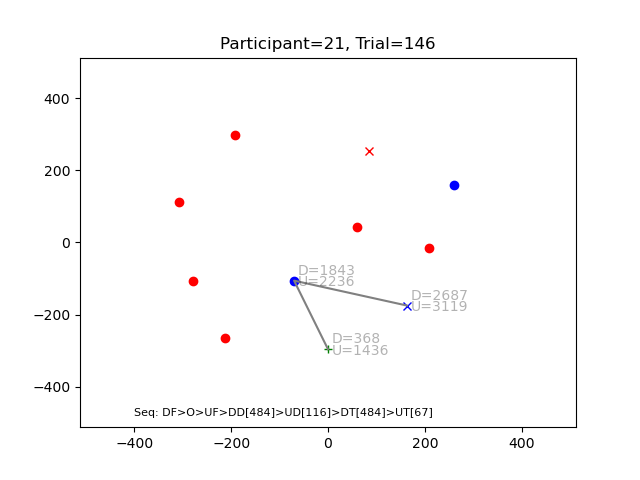 Participant=21, Trial=146
400
200
0
−200
−400
D=1843
U=2236
D=2687
U=3119
D=368
U=1436
Seq: DF>O>UF>DD[484]>UD[116]>DT[484]>UT[67]
−400 −200 0 200 400